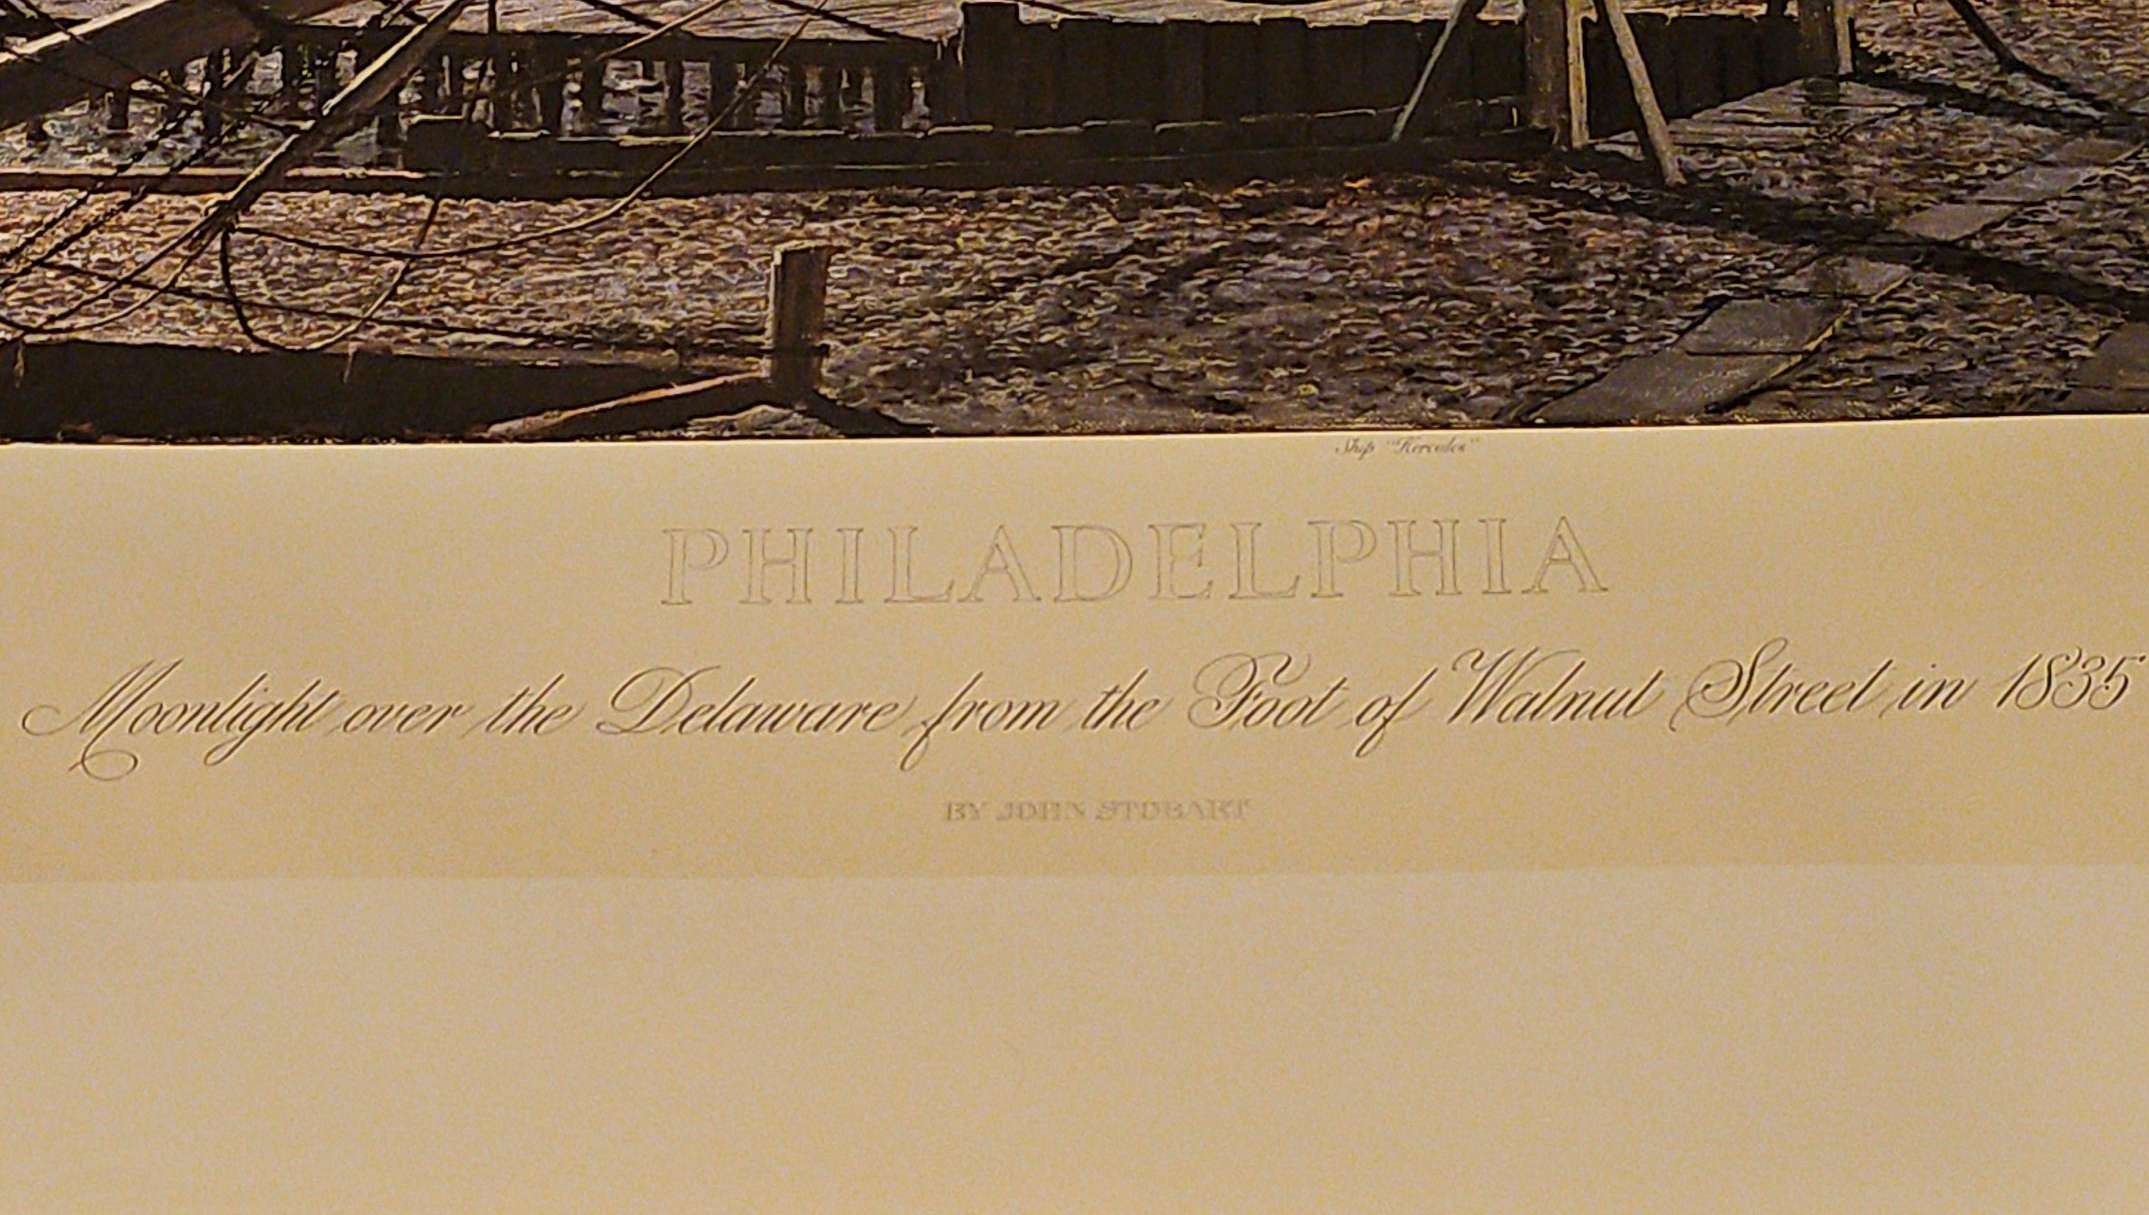 Ship "Hercules"
PHILADELPHIA
Moonlight over the Delaware from the Foot of Walnut Street in 1835
BY JOHN STOBART